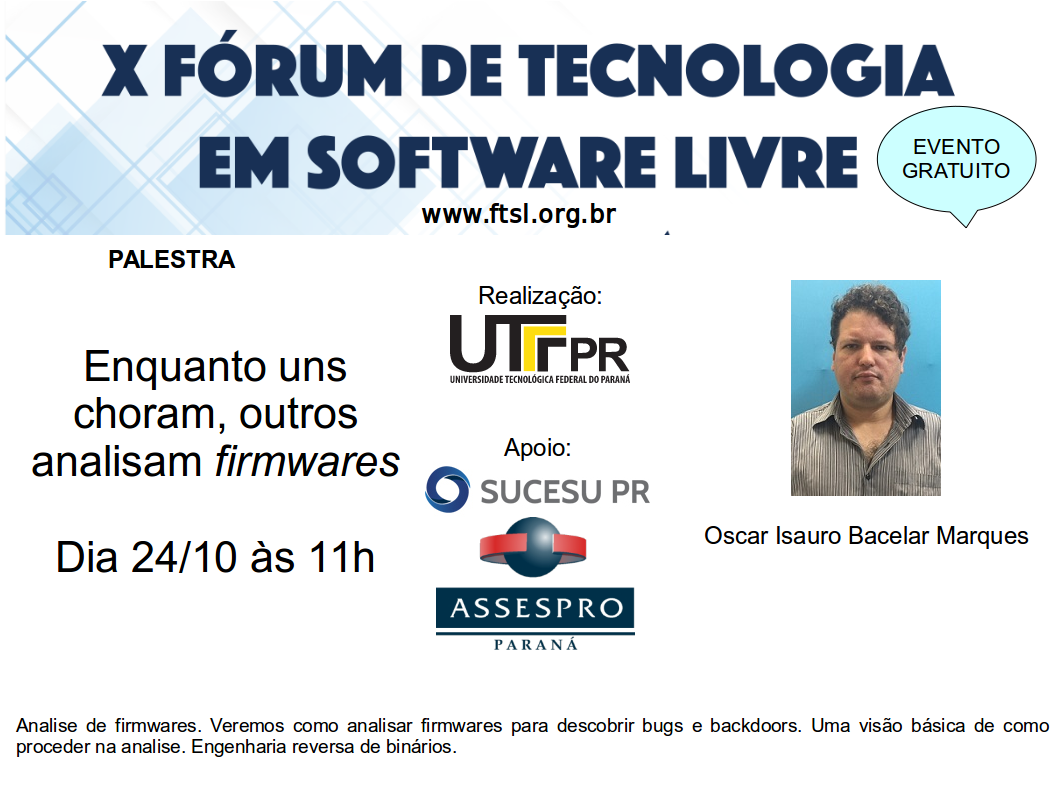 X FÓRUM DE TECNOLOGIA
EM SOFTWARE LIVRE
EVENTO
GRATUITO
www.ftsl.org.br
PALESTRA
Enquanto uns
choram, outros
analisam firmwares
Dia 24/10 às 11h
Realização:
UTFPR
UNIVERSIDADE TECNOLÓGICA FEDERAL DO PARANÁ
Apoio:
SUCESU PR
ASSESPRO
PARANÁ
Oscar Isauro Bacelar Marques
Analise de firmwares. Veremos como analisar firmwares para descobrir bugs e backdoors. Uma visão básica de como
proceder na analise. Engenharia reversa de binários.